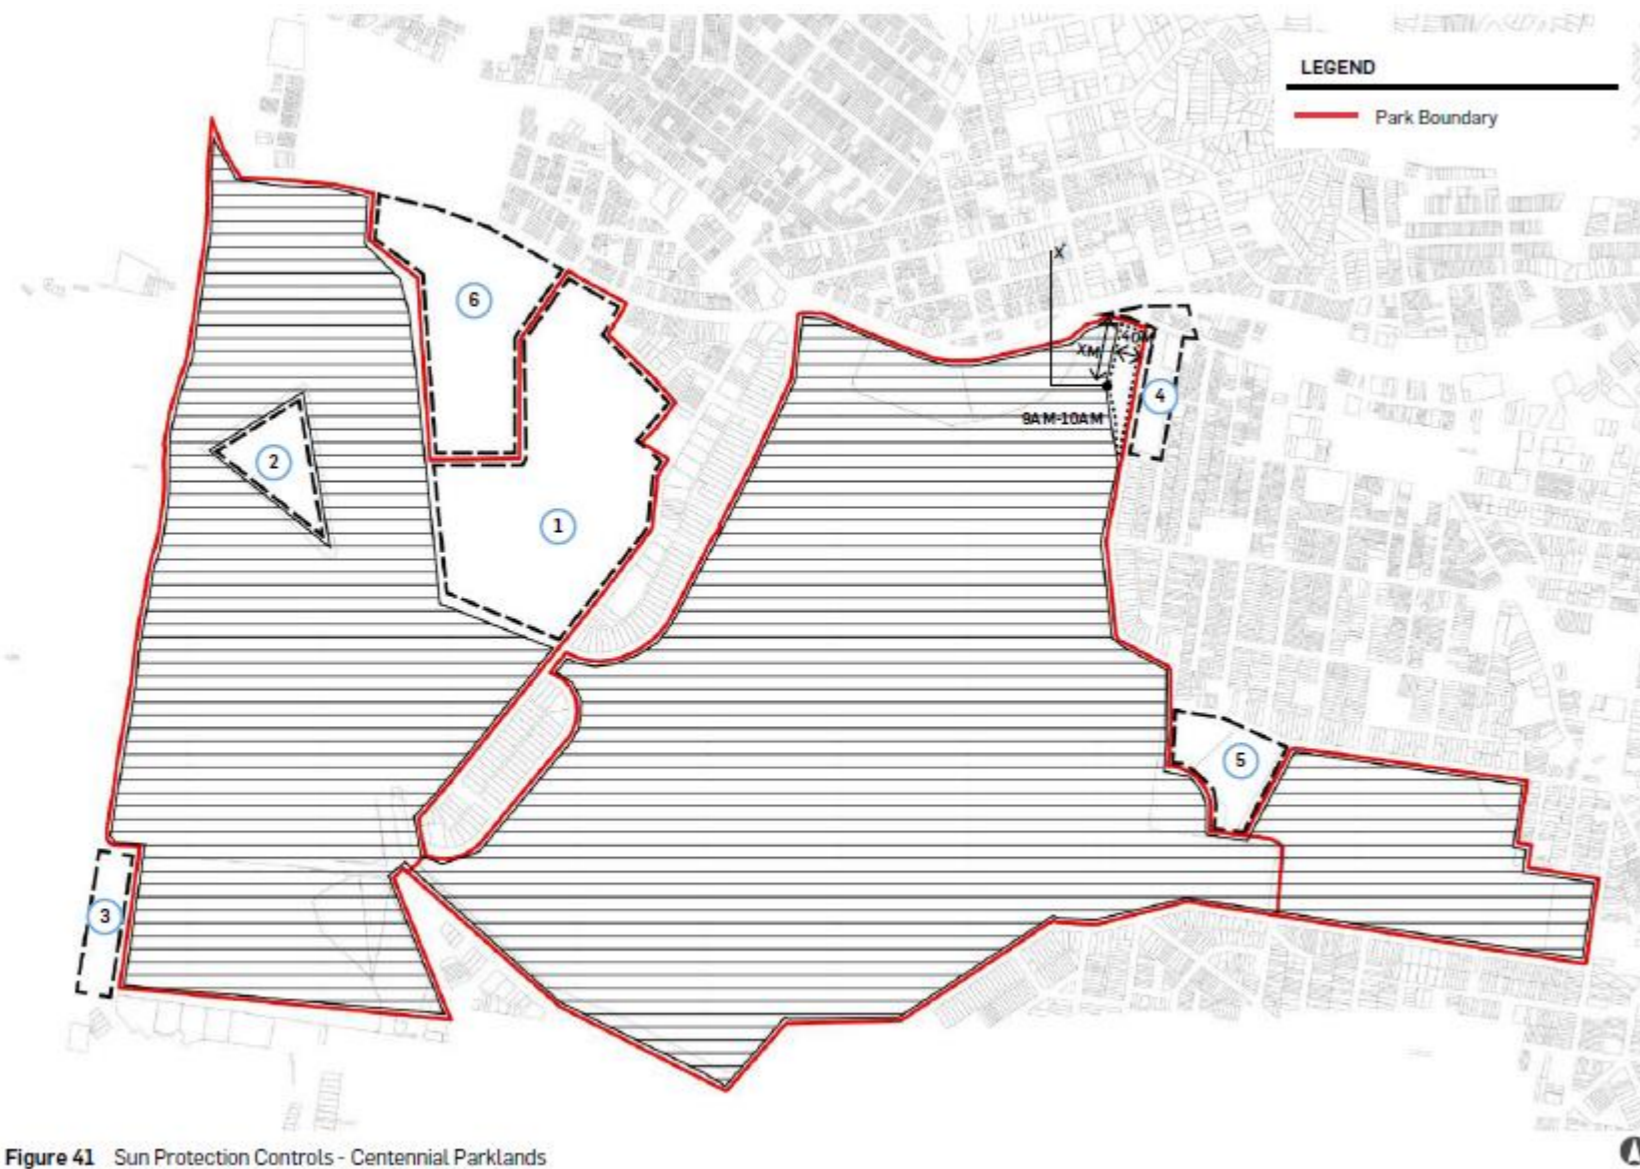 LEGEND
Park Boundary
X
6
40M
XM
4
9AM-10AM
2
1
5
3
Figure 41 Sun Protection Controls - Centennial Parklands